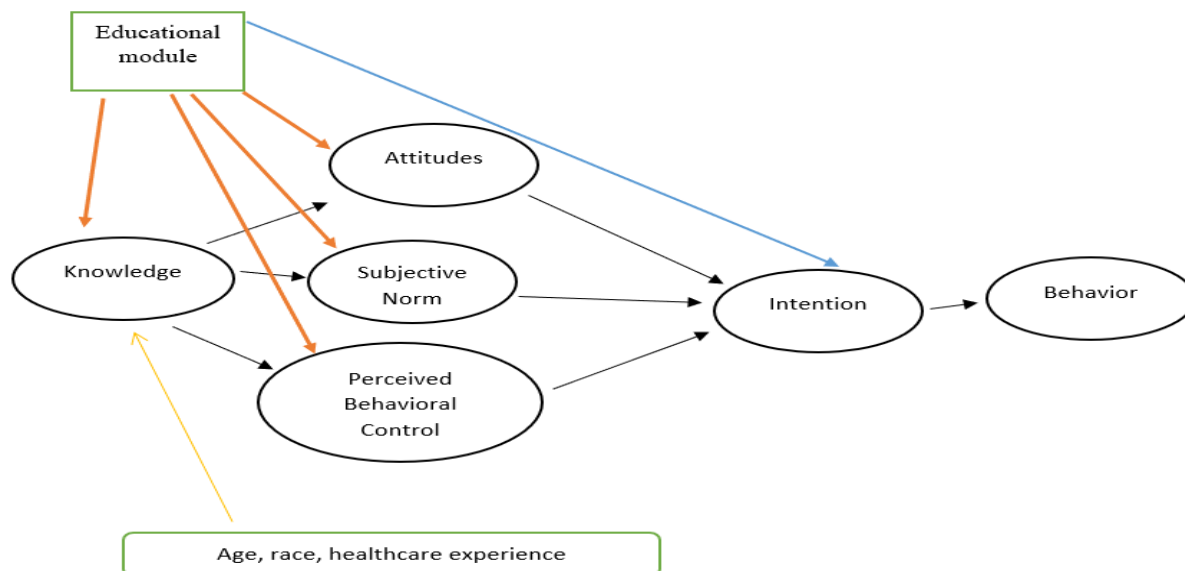 Educational
module
Attitudes
Knowledge
Subjective
Norm
Intention
Behavior
Perceived
Behavioral
Control
Age, race, healthcare experience